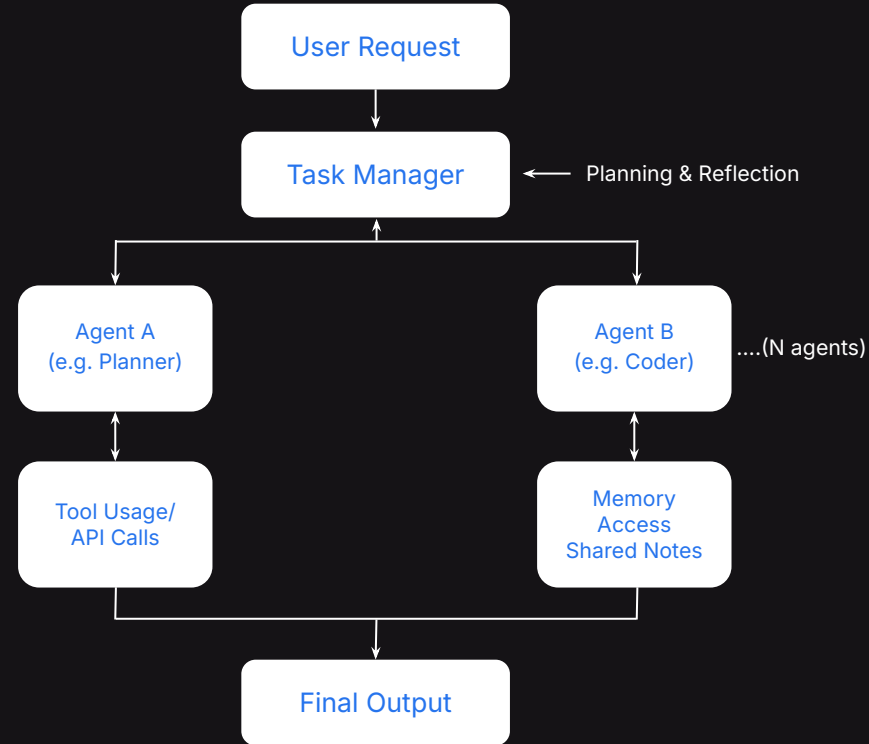 User Request
Task Manager
Planning & Reflection
Agent A
(e.g. Planner)
Agent B
(e.g. Coder)
....(N agents)
Tool Usage/
API Calls
Memory
Access
Shared Notes
Final Output